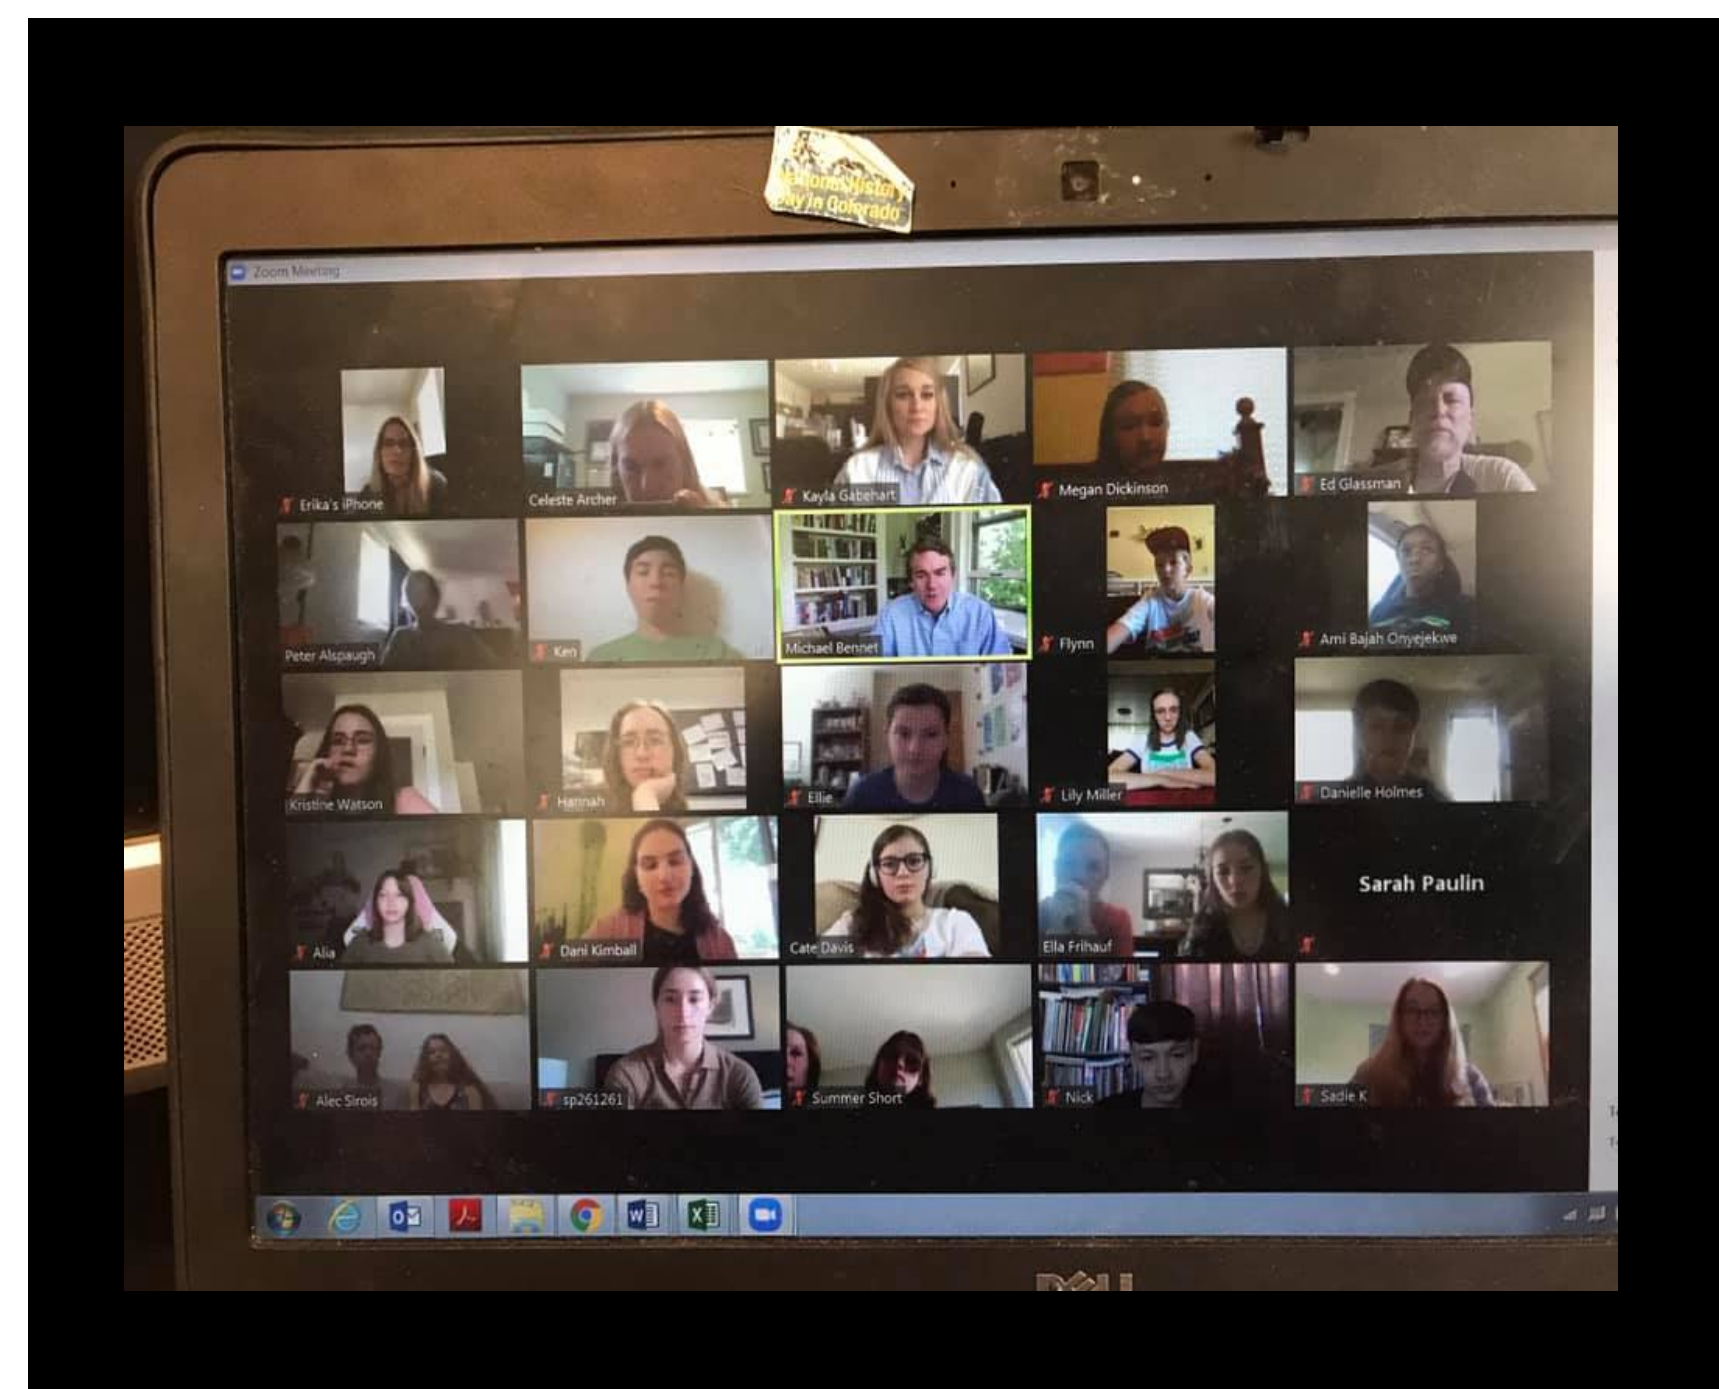 National History
Day in Colorado
Zoom Meeting
Erika's iPhone
Celeste Archer
Kayla Gabehart
Megan Dickinson
Ed Glassman
Peter Alspaugh
Ken
Michael Bennet
Flynn
Ami Bajah Onyejekwe
Kristine Watson
Hannah
Ellie
Lily Miller
Danielle Holmes
Alia
Dani Kimball
Cate Davis
Ella Frihauf
Sarah Paulin
Alec Sirois
sp261261
Summer Short
Nick
Sadie K
DELL